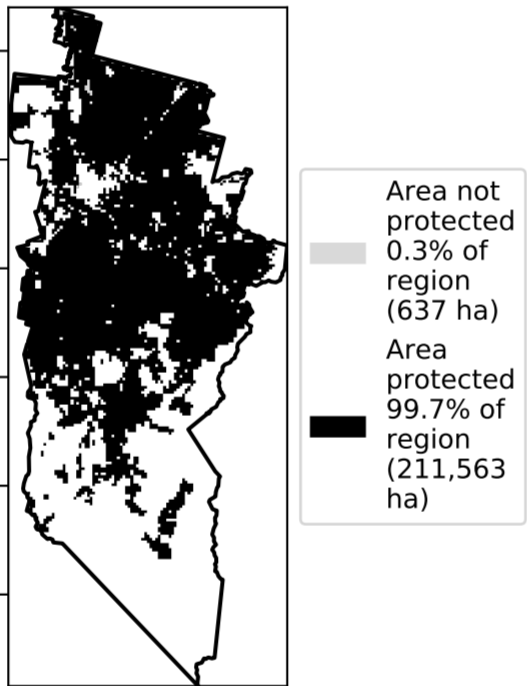 Area not
protected
0.3% of
region
(637 ha)
Area
protected
99.7% of
region
(211,563
ha)